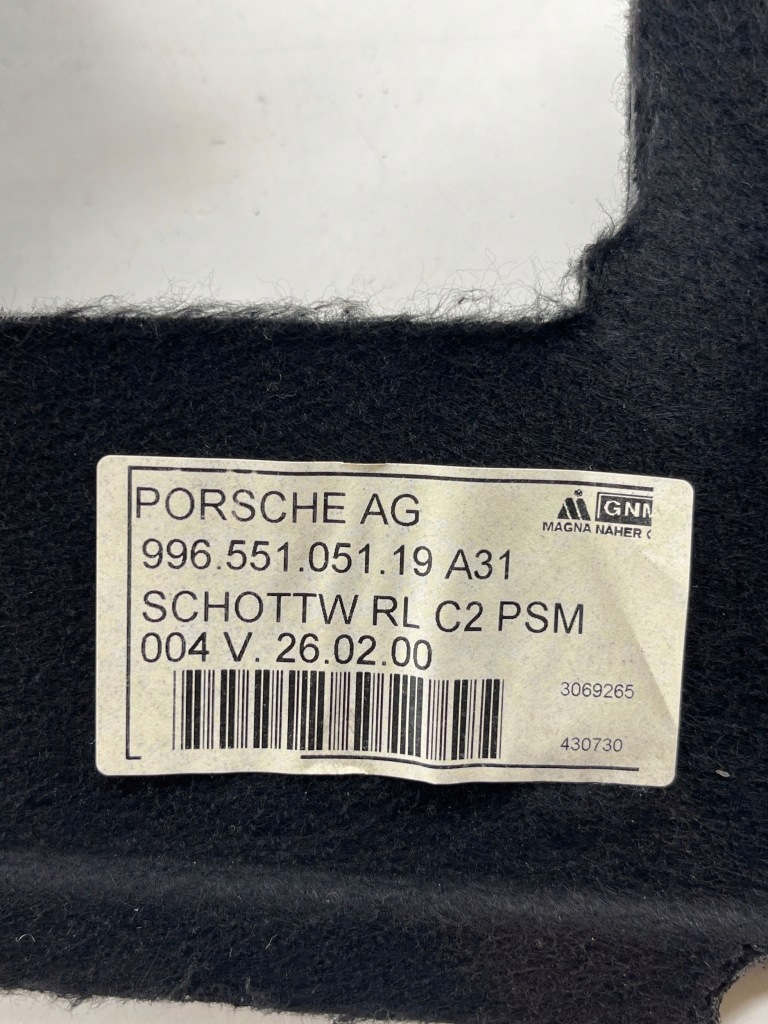 PORSCHE AG
GNM
MAGNA NAHER
996.551.051.19 A31
SCHOTTW RL C2 PSM
004 V. 26.02.00
3069265
430730